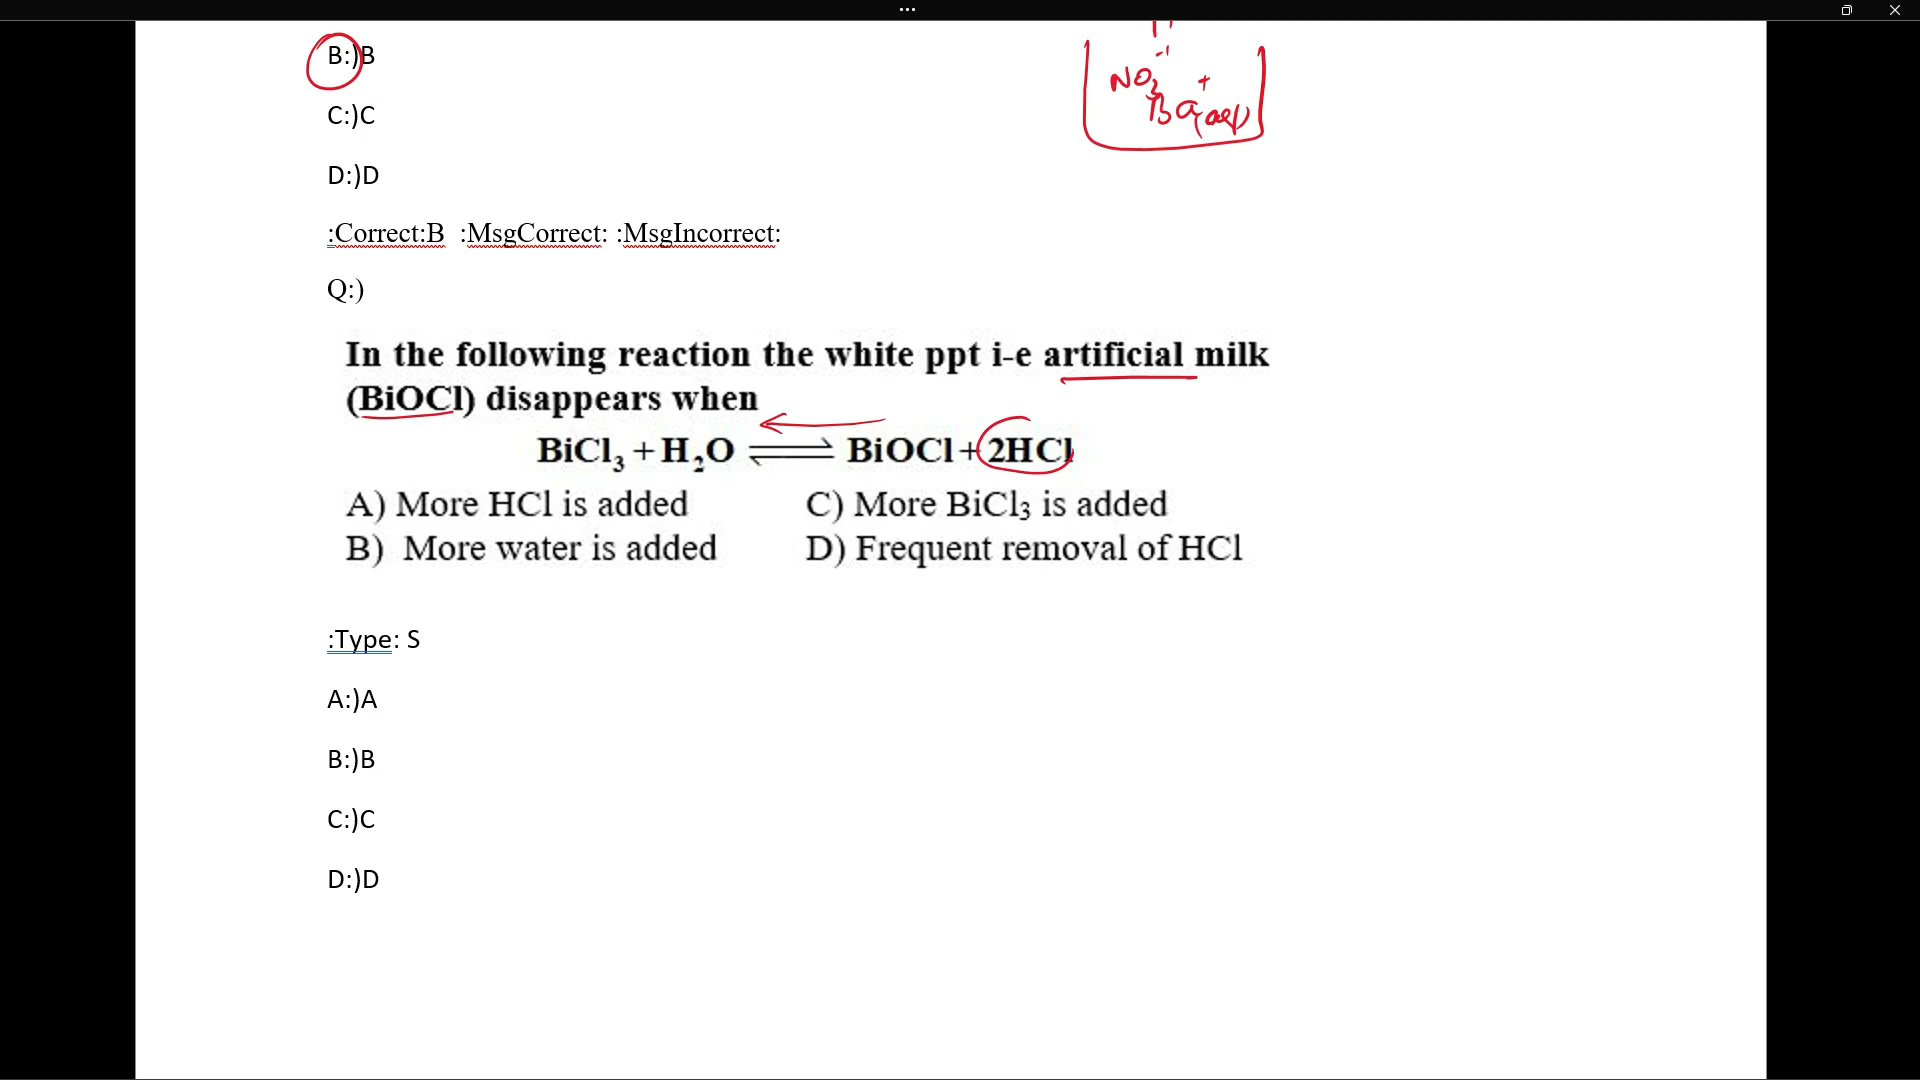 B:)B
NO3 -1
Ba(aq) +
C:)C
D:)D
:Correct:B :MsgCorrect: :MsgIncorrect:
Q:)
In the following reaction the white ppt i-e artificial milk
(BiOCl) disappears when
BiCl₃ + H₂O ⇌ BiOCl + 2HCl
A) More HCl is added C) More BiCl₃ is added
B) More water is added D) Frequent removal of HCl
:Type: S
A:)A
B:)B
C:)C
D:)D